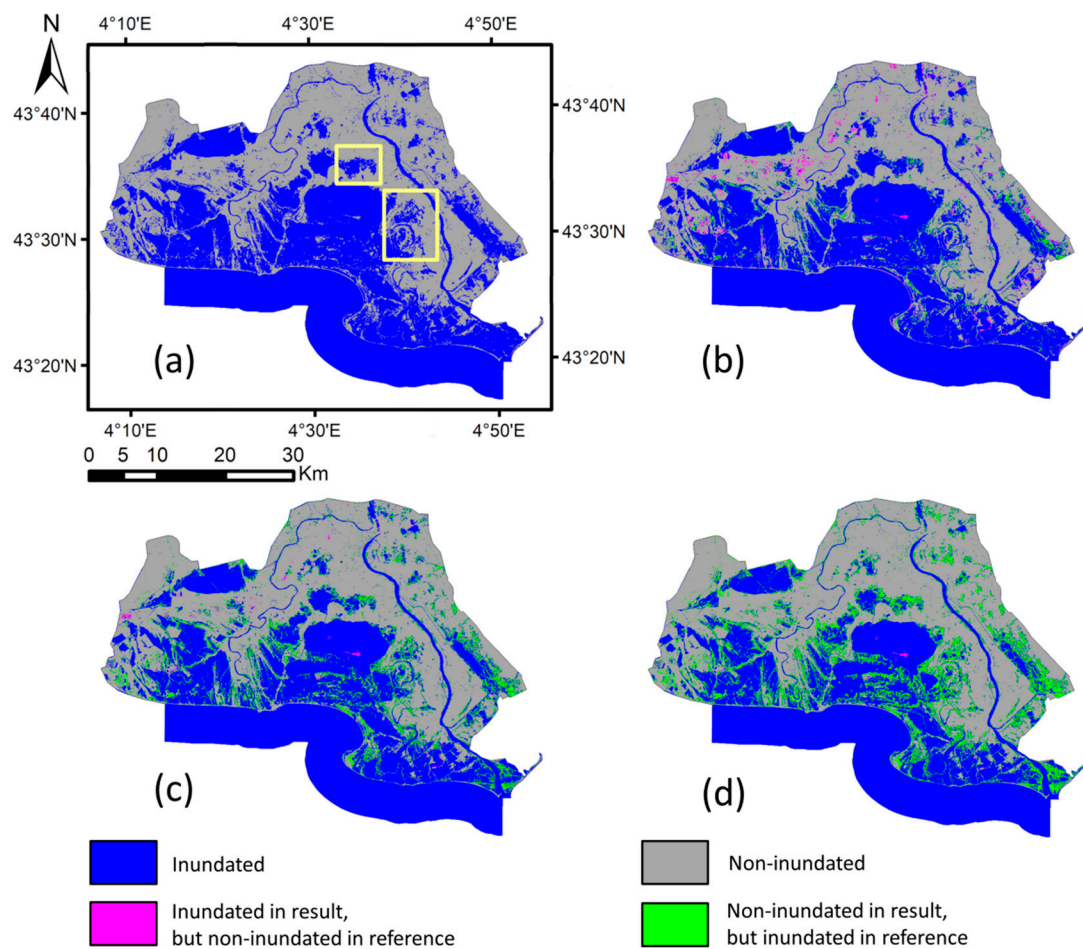 N
4°10'E 4°30'E 4°50'E
43°40'N 43°40'N
43°30'N 43°30'N
43°20'N 43°20'N
(a) (b)
4°10'E 4°30'E 4°50'E
0 5 10 20 30
Km
(c) (d)
Inundated
Non-inundated
Inundated in result,
but non-inundated in reference
Non-inundated in result,
but inundated in reference